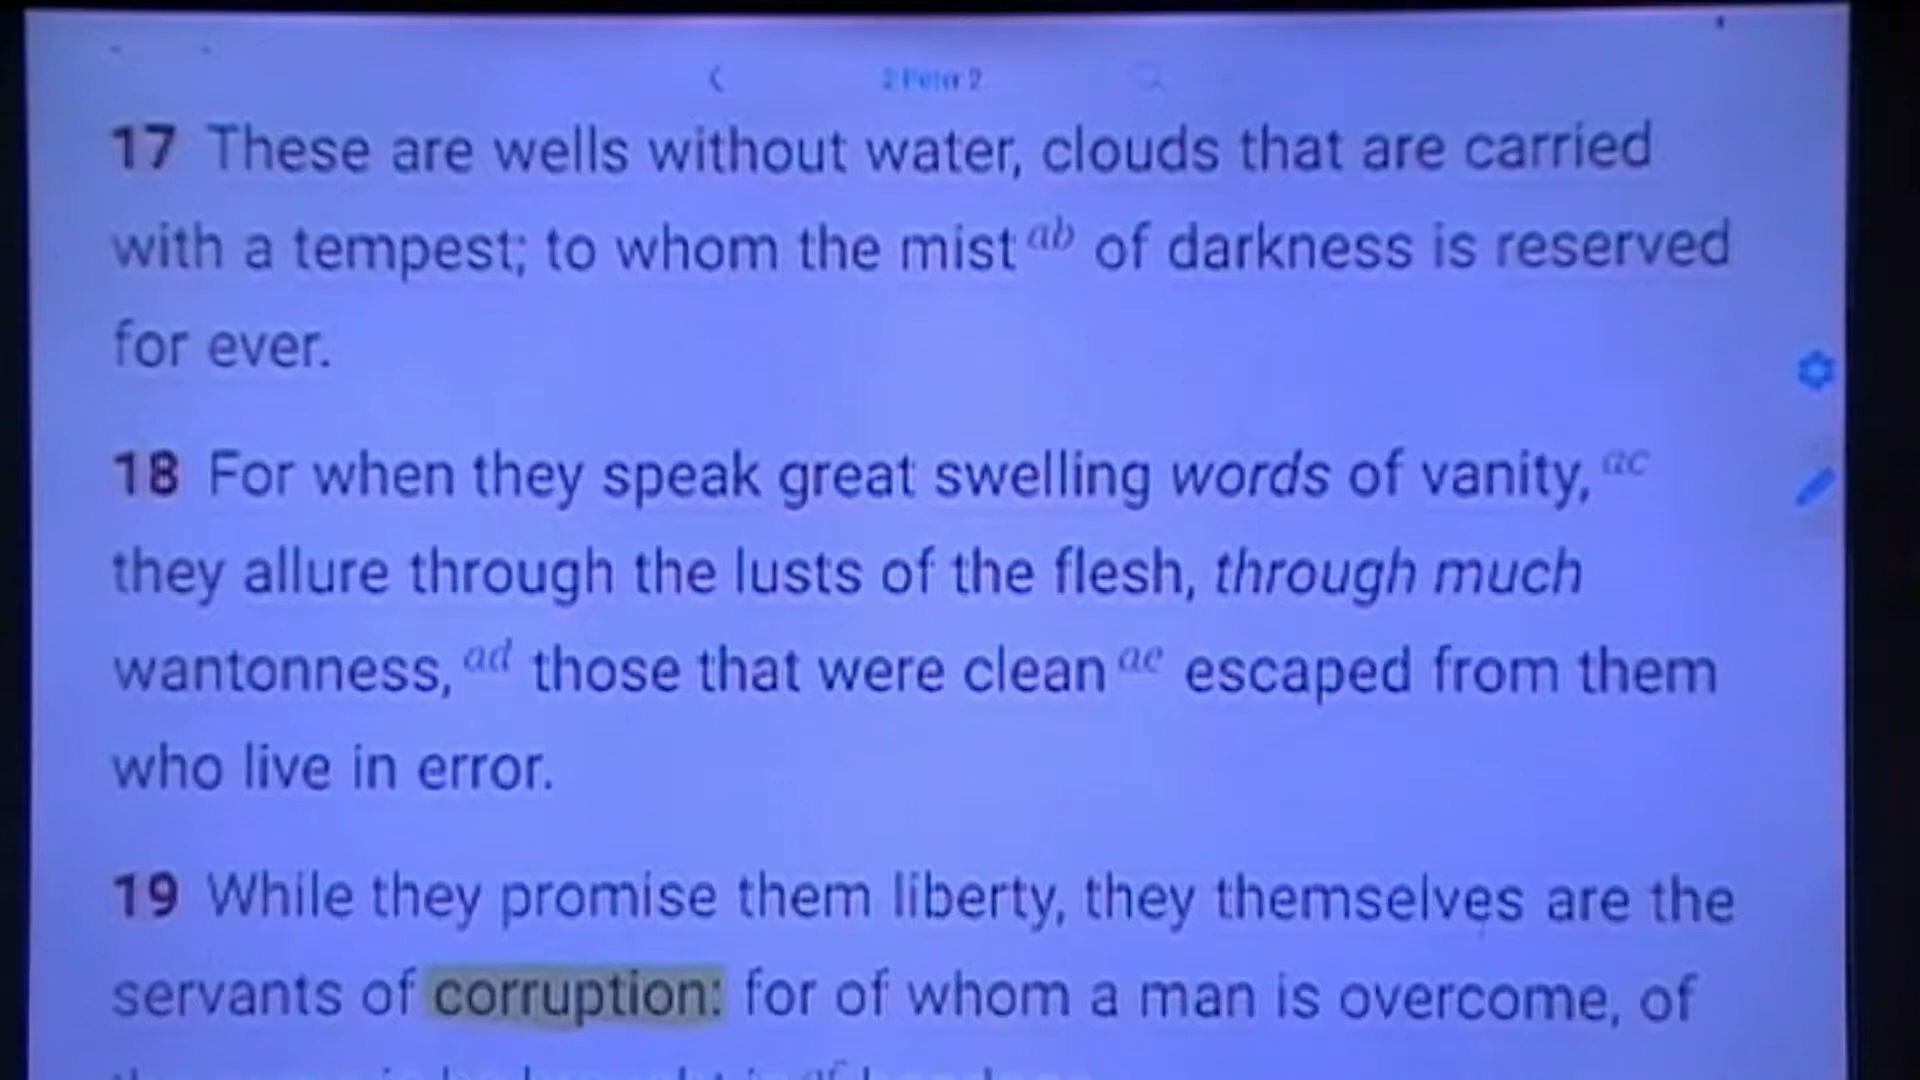 2 Peter 2
17 These are wells without water, clouds that are carried
with a tempest; to whom the mist ab of darkness is reserved
for ever.
18 For when they speak great swelling words of vanity, ac
they allure through the lusts of the flesh, through much
wantonness, ad those that were clean ae escaped from them
who live in error.
19 While they promise them liberty, they themselves are the
servants of corruption: for of whom a man is overcome, of